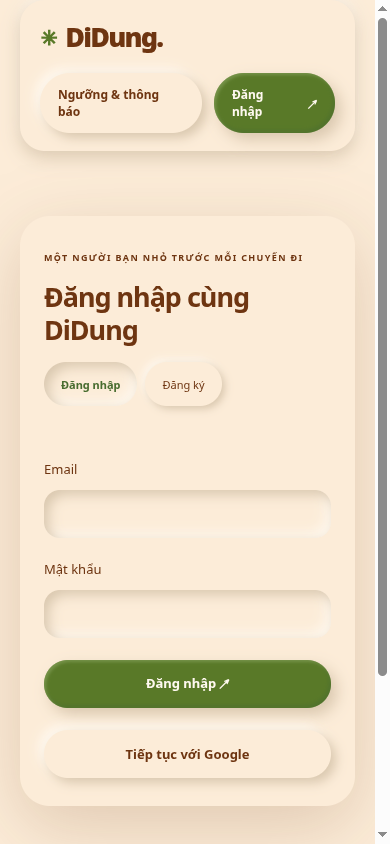 DiDung.
Ngưỡng & thông
báo
Đăng
nhập ↗
MỘT NGƯỜI BẠN NHỎ TRƯỚC MỖI CHUYẾN ĐI
Đăng nhập cùng
DiDung
Đăng nhập
Đăng ký
Email
Mật khẩu
Đăng nhập ↗
Tiếp tục với Google